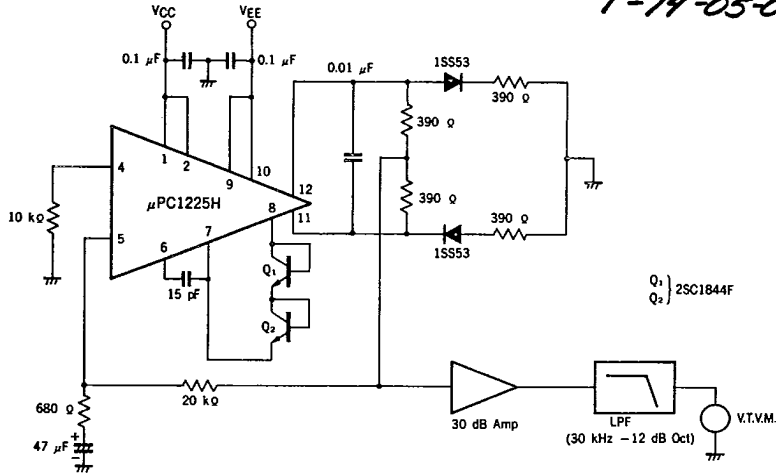 VCC
VEE
0.1 μF
0.1 μF
0.01 μF
1SS53
390 Ω
390 Ω
4
1
2
9
10
μPC1225H
12
11
10 kΩ
5
8
6
7
390 Ω
390 Ω
1SS53
15 pF
Q1
Q2
Q1
Q2
2SC1844F
20 kΩ
680 Ω
47 μF
+
-
30 dB Amp
LPF
(30 kHz −12 dB Oct)
V.T.V.M.